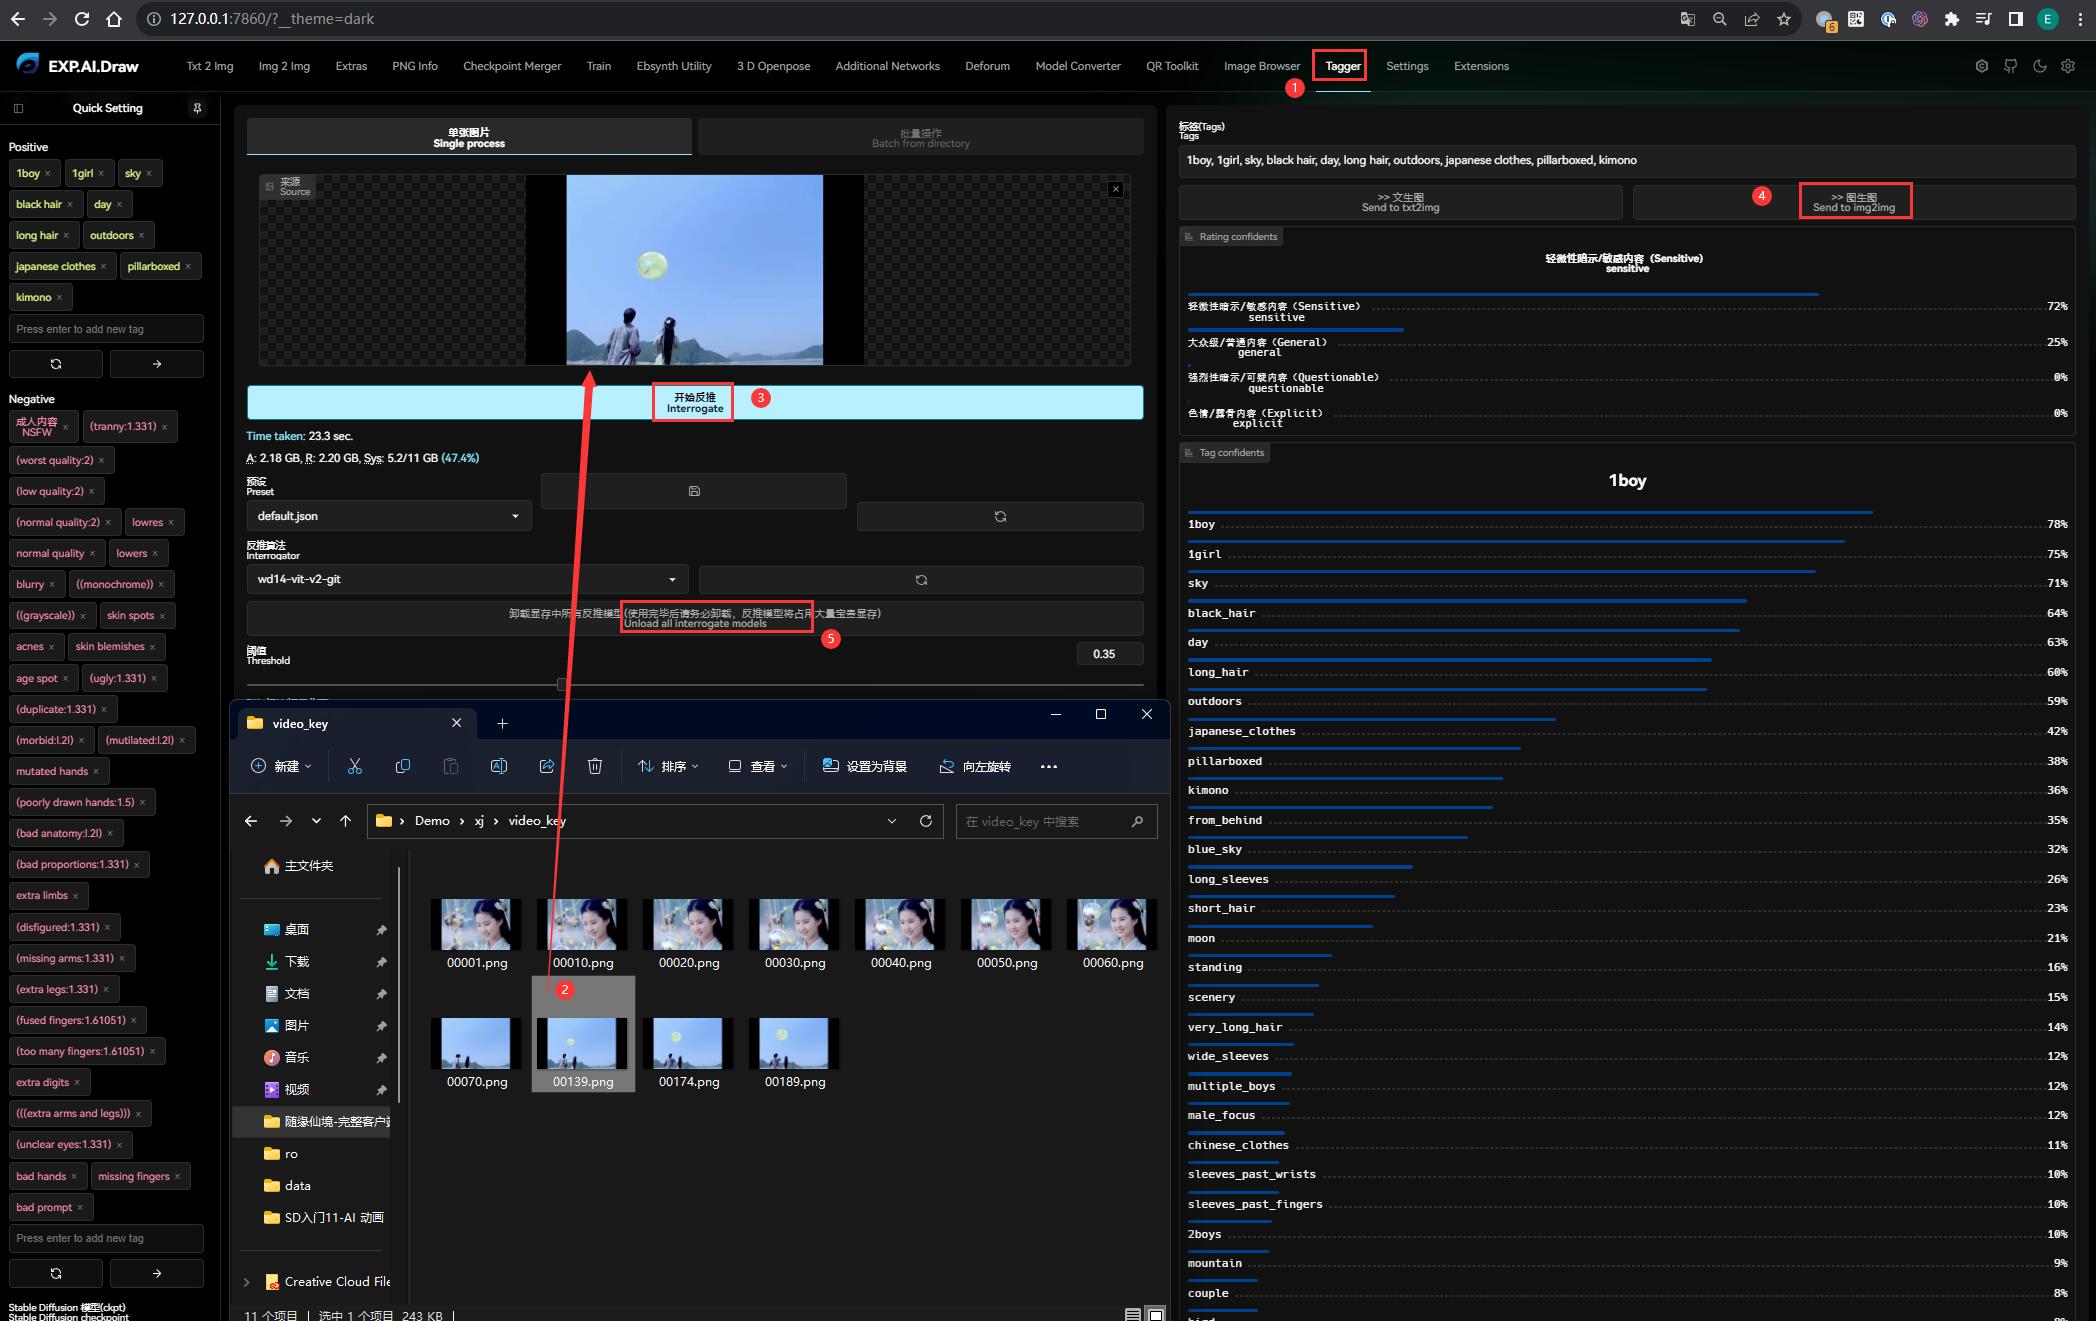 127.0.0.1:7860/?__theme=dark
6
E
EXP.AI.Draw
Txt 2 Img
Img 2 Img
Extras
PNG Info
Checkpoint Merger
Train
Ebsynth Utility
3 D Openpose
Additional Networks
Deforum
Model Converter
QR Toolkit
Image Browser
Tagger
Settings
Extensions
1
Quick Setting
Positive
1boy × 1girl × sky ×
black hair × day ×
long hair × outdoors ×
japanese clothes × pillarboxed ×
kimono ×
Press enter to add new tag
Negative
成人内容
NSFW × (tranny:1.331) ×
(worst quality:2) ×
(low quality:2) ×
(normal quality:2) × lowres ×
normal quality × lowers ×
blurry × ((monochrome)) ×
((grayscale)) × skin spots ×
acnes × skin blemishes ×
age spot × (ugly:1.331) ×
(duplicate:1.331) ×
(morbid:l.2l) × (mutilated:l.2l) ×
mutated hands ×
(poorly drawn hands:1.5) ×
(bad anatomy:l.2l) ×
(bad proportions:1.331) ×
extra limbs ×
(disfigured:1.331) ×
(missing arms:1.331) ×
(extra legs:1.331) ×
(fused fingers:1.61051) ×
(too many fingers:1.61051) ×
extra digits ×
(((extra arms and legs))) ×
(unclear eyes:1.331) ×
bad hands × missing fingers ×
bad prompt ×
Press enter to add new tag
Stable Diffusion 模型(ckpt)
Stable Diffusion checkpoint
单张图片
Single process
批量操作
Batch from directory
来源
Source
开始反推
Interrogate
3
Time taken: 23.3 sec.
A: 2.18 GB, R: 2.20 GB, Sys: 5.2/11 GB (47.4%)
预设
Preset
default.json
反推算法
Interrogator
wd14-vit-v2-git
卸载显存中所有反推模型(使用完毕后请务必卸载，反推模型将占用大量宝贵显存)
Unload all interrogate models
5
阈值
Threshold
0.35
video_key
新建
排序
查看
设置为背景
向左旋转
Demo › xj › video_key
在 video_key 中搜索
主文件夹
桌面
下载
文档
图片
音乐
视频
随缘仙境-完整客户
ro
data
SD入门11-AI 动画
Creative Cloud File
00001.png
00010.png
00020.png
00030.png
00040.png
00050.png
00060.png
2
00070.png
00139.png
00174.png
00189.png
11 个项目
选中 1 个项目 243 KB
标签(Tags)
Tags
1boy, 1girl, sky, black hair, day, long hair, outdoors, japanese clothes, pillarboxed, kimono
>> 文生图
Send to txt2img
4
>> 图生图
Send to img2img
Rating confidents
轻微性暗示/敏感内容（Sensitive）
sensitive
轻微性暗示/敏感内容（Sensitive） 72%
sensitive
大众级/普通内容（General） 25%
general
强烈性暗示/可疑内容（Questionable） 0%
questionable
色情/露骨内容（Explicit） 0%
explicit
Tag confidents
1boy
1boy 78%
1girl 75%
sky 71%
black_hair 64%
day 63%
long_hair 60%
outdoors 59%
japanese_clothes 42%
pillarboxed 38%
kimono 36%
from_behind 35%
blue_sky 32%
long_sleeves 26%
short_hair 23%
moon 21%
standing 16%
scenery 15%
very_long_hair 14%
wide_sleeves 12%
multiple_boys 12%
male_focus 12%
chinese_clothes 11%
sleeves_past_wrists 10%
sleeves_past_fingers 10%
2boys 10%
mountain 9%
couple 8%